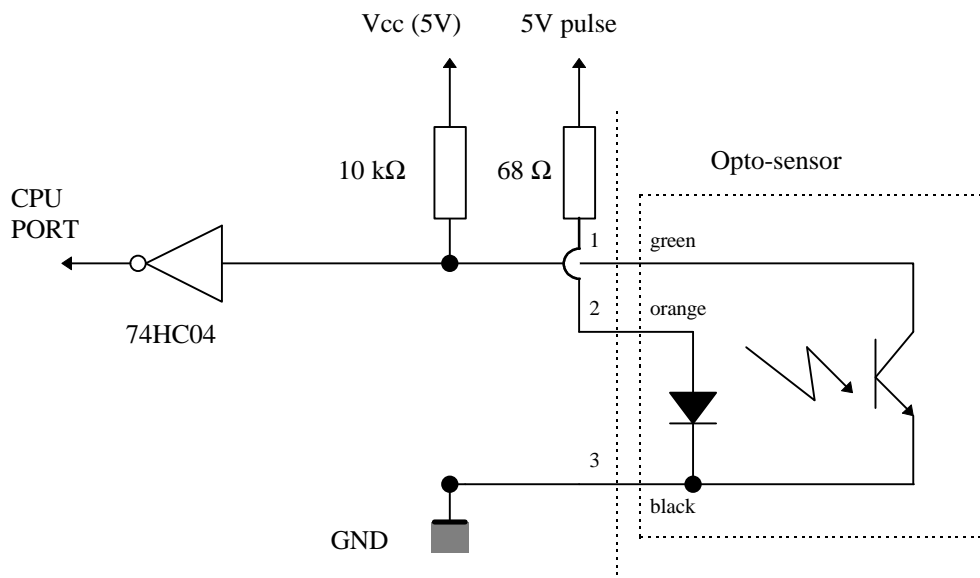 Vcc (5V)
5V pulse
10 kΩ
68 Ω
Opto-sensor
CPU
PORT
1
green
74HC04
2
orange
3
black
GND